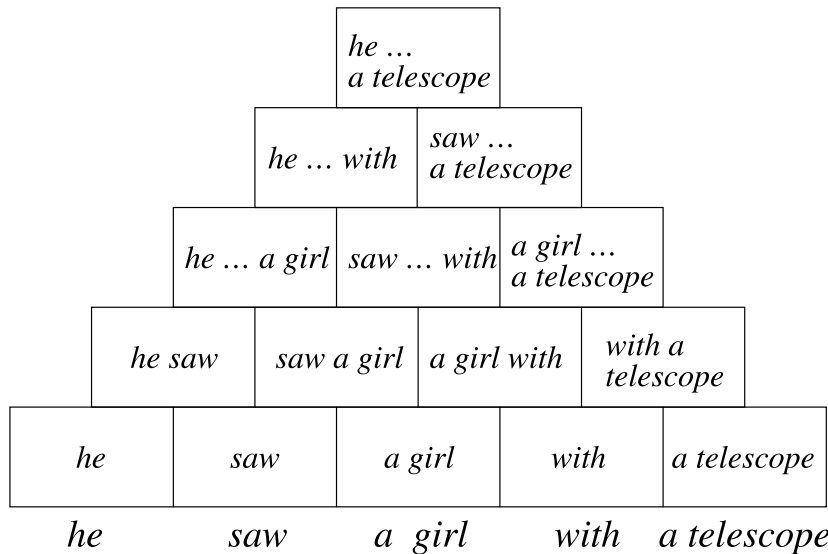 he …
a telescope
he … with
saw …
a telescope
he … a girl
saw … with
a girl …
a telescope
he saw
saw a girl
a girl with
with a
telescope
he
saw
a girl
with
a telescope
he saw a girl with a telescope